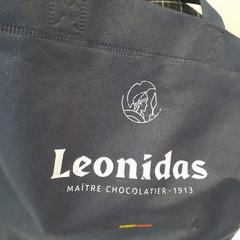 Leonidas
MAÎTRE CHOCOLATIER - 1913